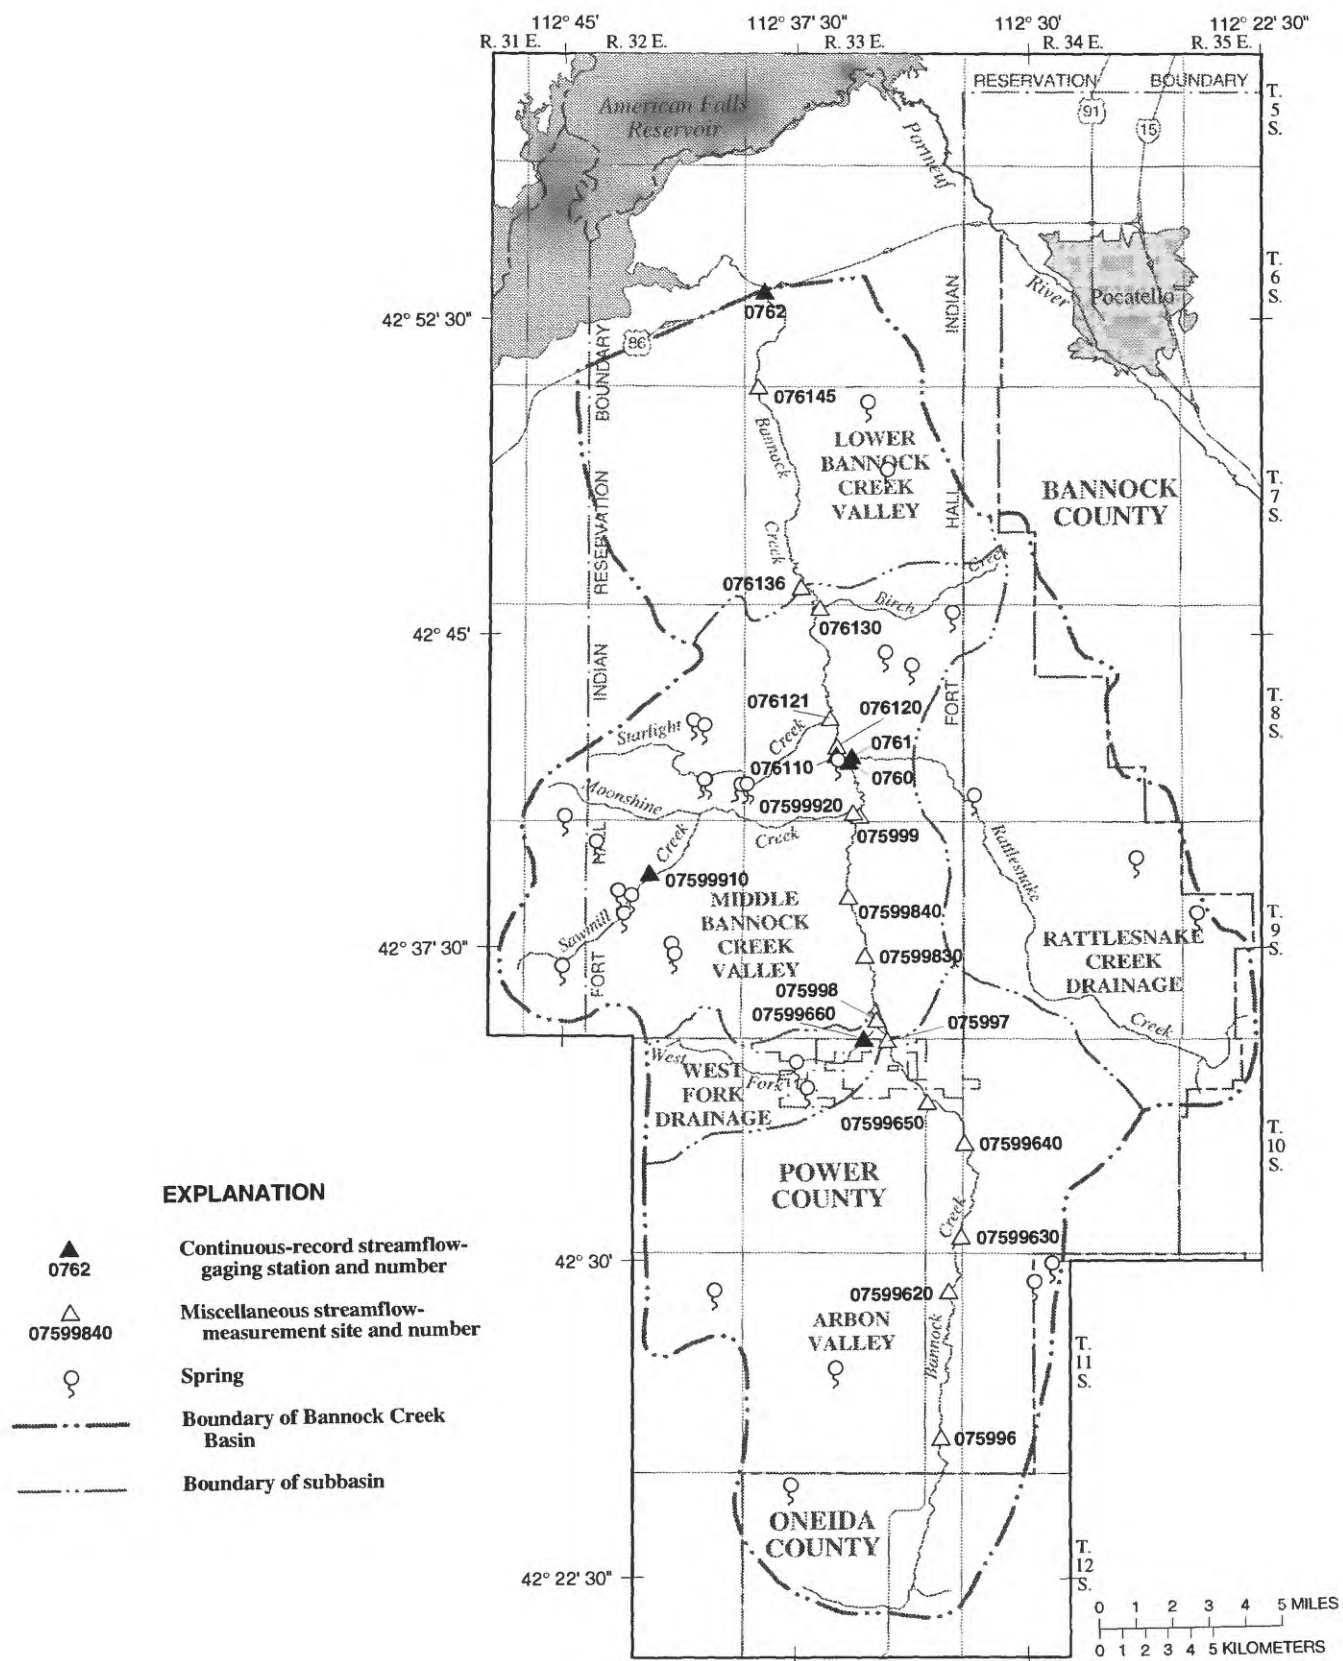 112° 45'
112° 37' 30"
112° 30'
112° 22' 30"
R. 31 E.
R. 32 E.
R. 33 E.
R. 34 E.
R. 35 E.
RESERVATION BOUNDARY
American Falls
Reservoir
Portneuf
River
91
15
T.
5
S.
T.
6
S.
Pocatello
INDIAN
0762
42° 52' 30"
86
BOUNDARY
076145
Bannock
LOWER
BANNOCK
CREEK
VALLEY
BANNOCK
COUNTY
T.
7
S.
HALL
RESERVATION
Creek
076136
Creek
Birch
076130
42° 45'
INDIAN
FORT
T.
8
S.
076121
076120
Starlight
Creek
0761
076110
0760
Moonshine
07599920
Creek
075999
Rattlesnake
HALL
Creek
07599910
MIDDLE
BANNOCK
CREEK
VALLEY
07599840
Sawmill
42° 37' 30"
07599830
RATTLESNAKE
CREEK
DRAINAGE
T.
9
S.
FORT
075998
07599660
075997
Creek
West
Fork
WEST
FORK
DRAINAGE
07599650
07599640
T.
10
S.
POWER
COUNTY
Creek
07599630
42° 30'
07599620
ARBON
VALLEY
Bannock
T.
11
S.
075996
ONEIDA
COUNTY
T.
12
S.
42° 22' 30"
EXPLANATION
0762
Continuous-record streamflow-
gaging station and number
07599840
Miscellaneous streamflow-
measurement site and number
Spring
Boundary of Bannock Creek
Basin
Boundary of subbasin
0 1 2 3 4 5 MILES
0 1 2 3 4 5 KILOMETERS